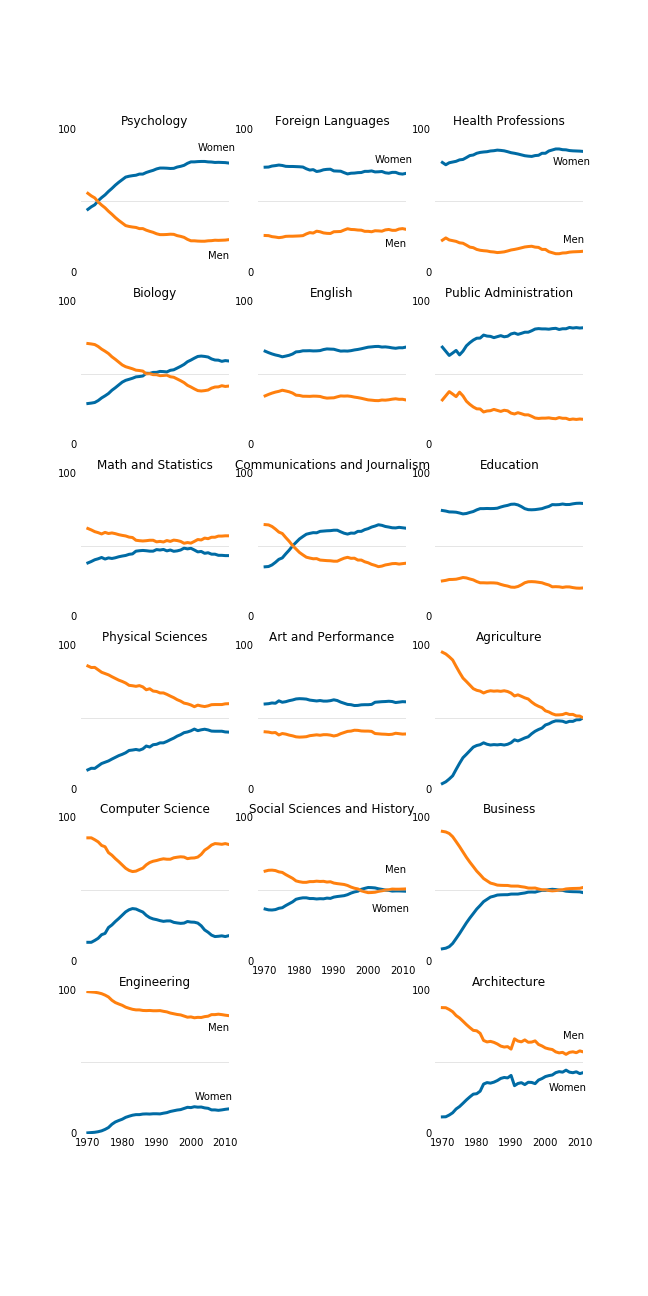 Psychology
100
Women
Men
0
Foreign Languages
100
Women
Men
0
Health Professions
100
Women
Men
0
Biology
100
0
English
100
0
Public Administration
100
0
Math and Statistics
100
0
Communications and Journalism
100
0
Education
100
0
Physical Sciences
100
0
Art and Performance
100
0
Agriculture
100
0
Computer Science
100
0
Social Sciences and History
100
Men
Women
0
1970 1980 1990 2000 2010
Business
100
0
Engineering
100
Men
Women
0
1970 1980 1990 2000 2010
Architecture
100
Men
Women
0
1970 1980 1990 2000 2010